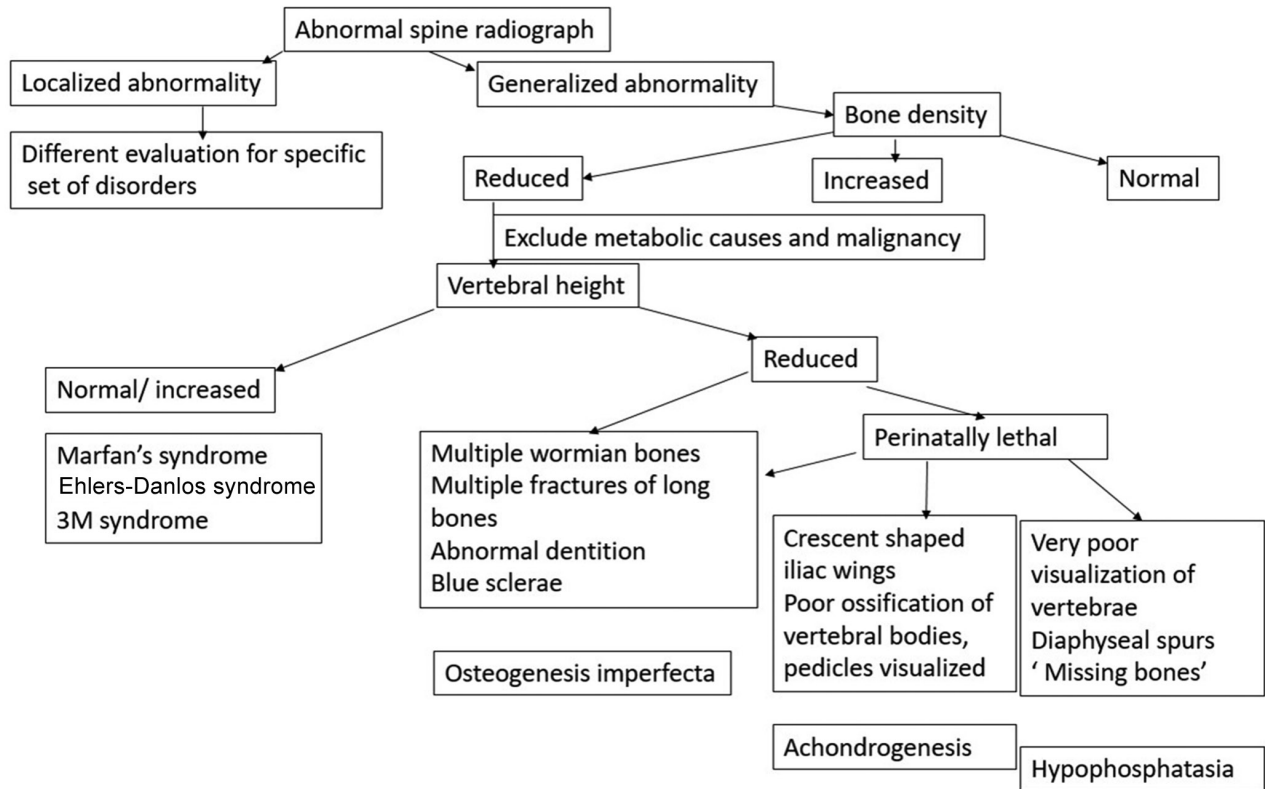 Abnormal spine radiograph
Localized abnormality
Generalized abnormality
Bone density
Different evaluation for specific
set of disorders
Reduced
Increased
Normal
Exclude metabolic causes and malignancy
Vertebral height
Reduced
Normal/ increased
Perinatally lethal
Marfan’s syndrome
Ehlers-Danlos syndrome
3M syndrome
Multiple wormian bones
Multiple fractures of long
bones
Abnormal dentition
Blue sclerae
Crescent shaped
iliac wings
Poor ossification of
vertebral bodies,
pedicles visualized
Very poor
visualization of
vertebrae
Diaphyseal spurs
‘ Missing bones’
Osteogenesis imperfecta
Achondrogenesis
Hypophosphatasia